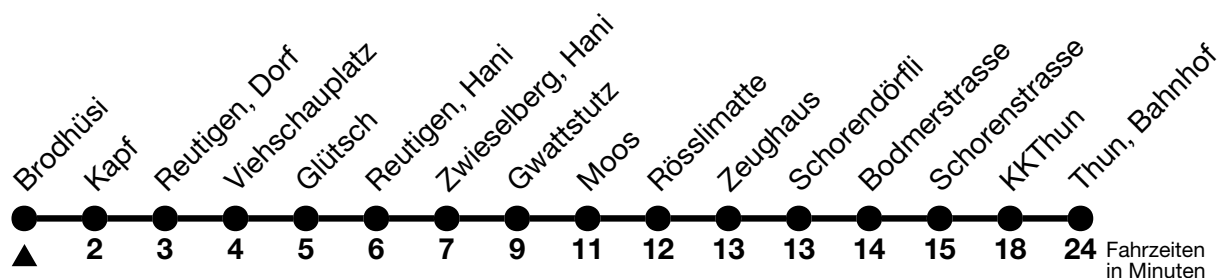 Brodhüsi
Kapf
Reutigen, Dorf
Viehschauplatz
Glütsch
Reutigen, Hani
Zwieselberg, Hani
Gwattstutz
Moos
Rösslimatte
Zeughaus
Schorendörfli
Bodmerstrasse
Schorenstrasse
KKThun
Thun, Bahnhof
2 3 4 5 6 7 9 11 12 13 13 14 15 18 24 Fahrzeiten
in Minuten